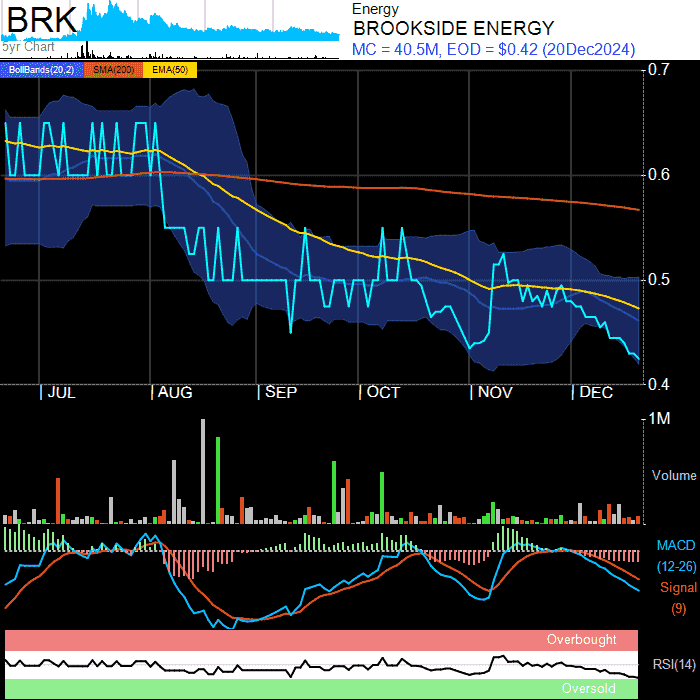 BRK
5yr Chart
Energy
BROOKSIDE ENERGY
MC = 40.5M, EOD = $0.42 (20Dec2024)
BollBands(20,2) SMA(200) EMA(50)
0.7
0.6
0.5
0.4
JUL AUG SEP OCT NOV DEC
1M
Volume
MACD
(12-26)
Signal
(9)
Overbought
RSI(14)
Oversold